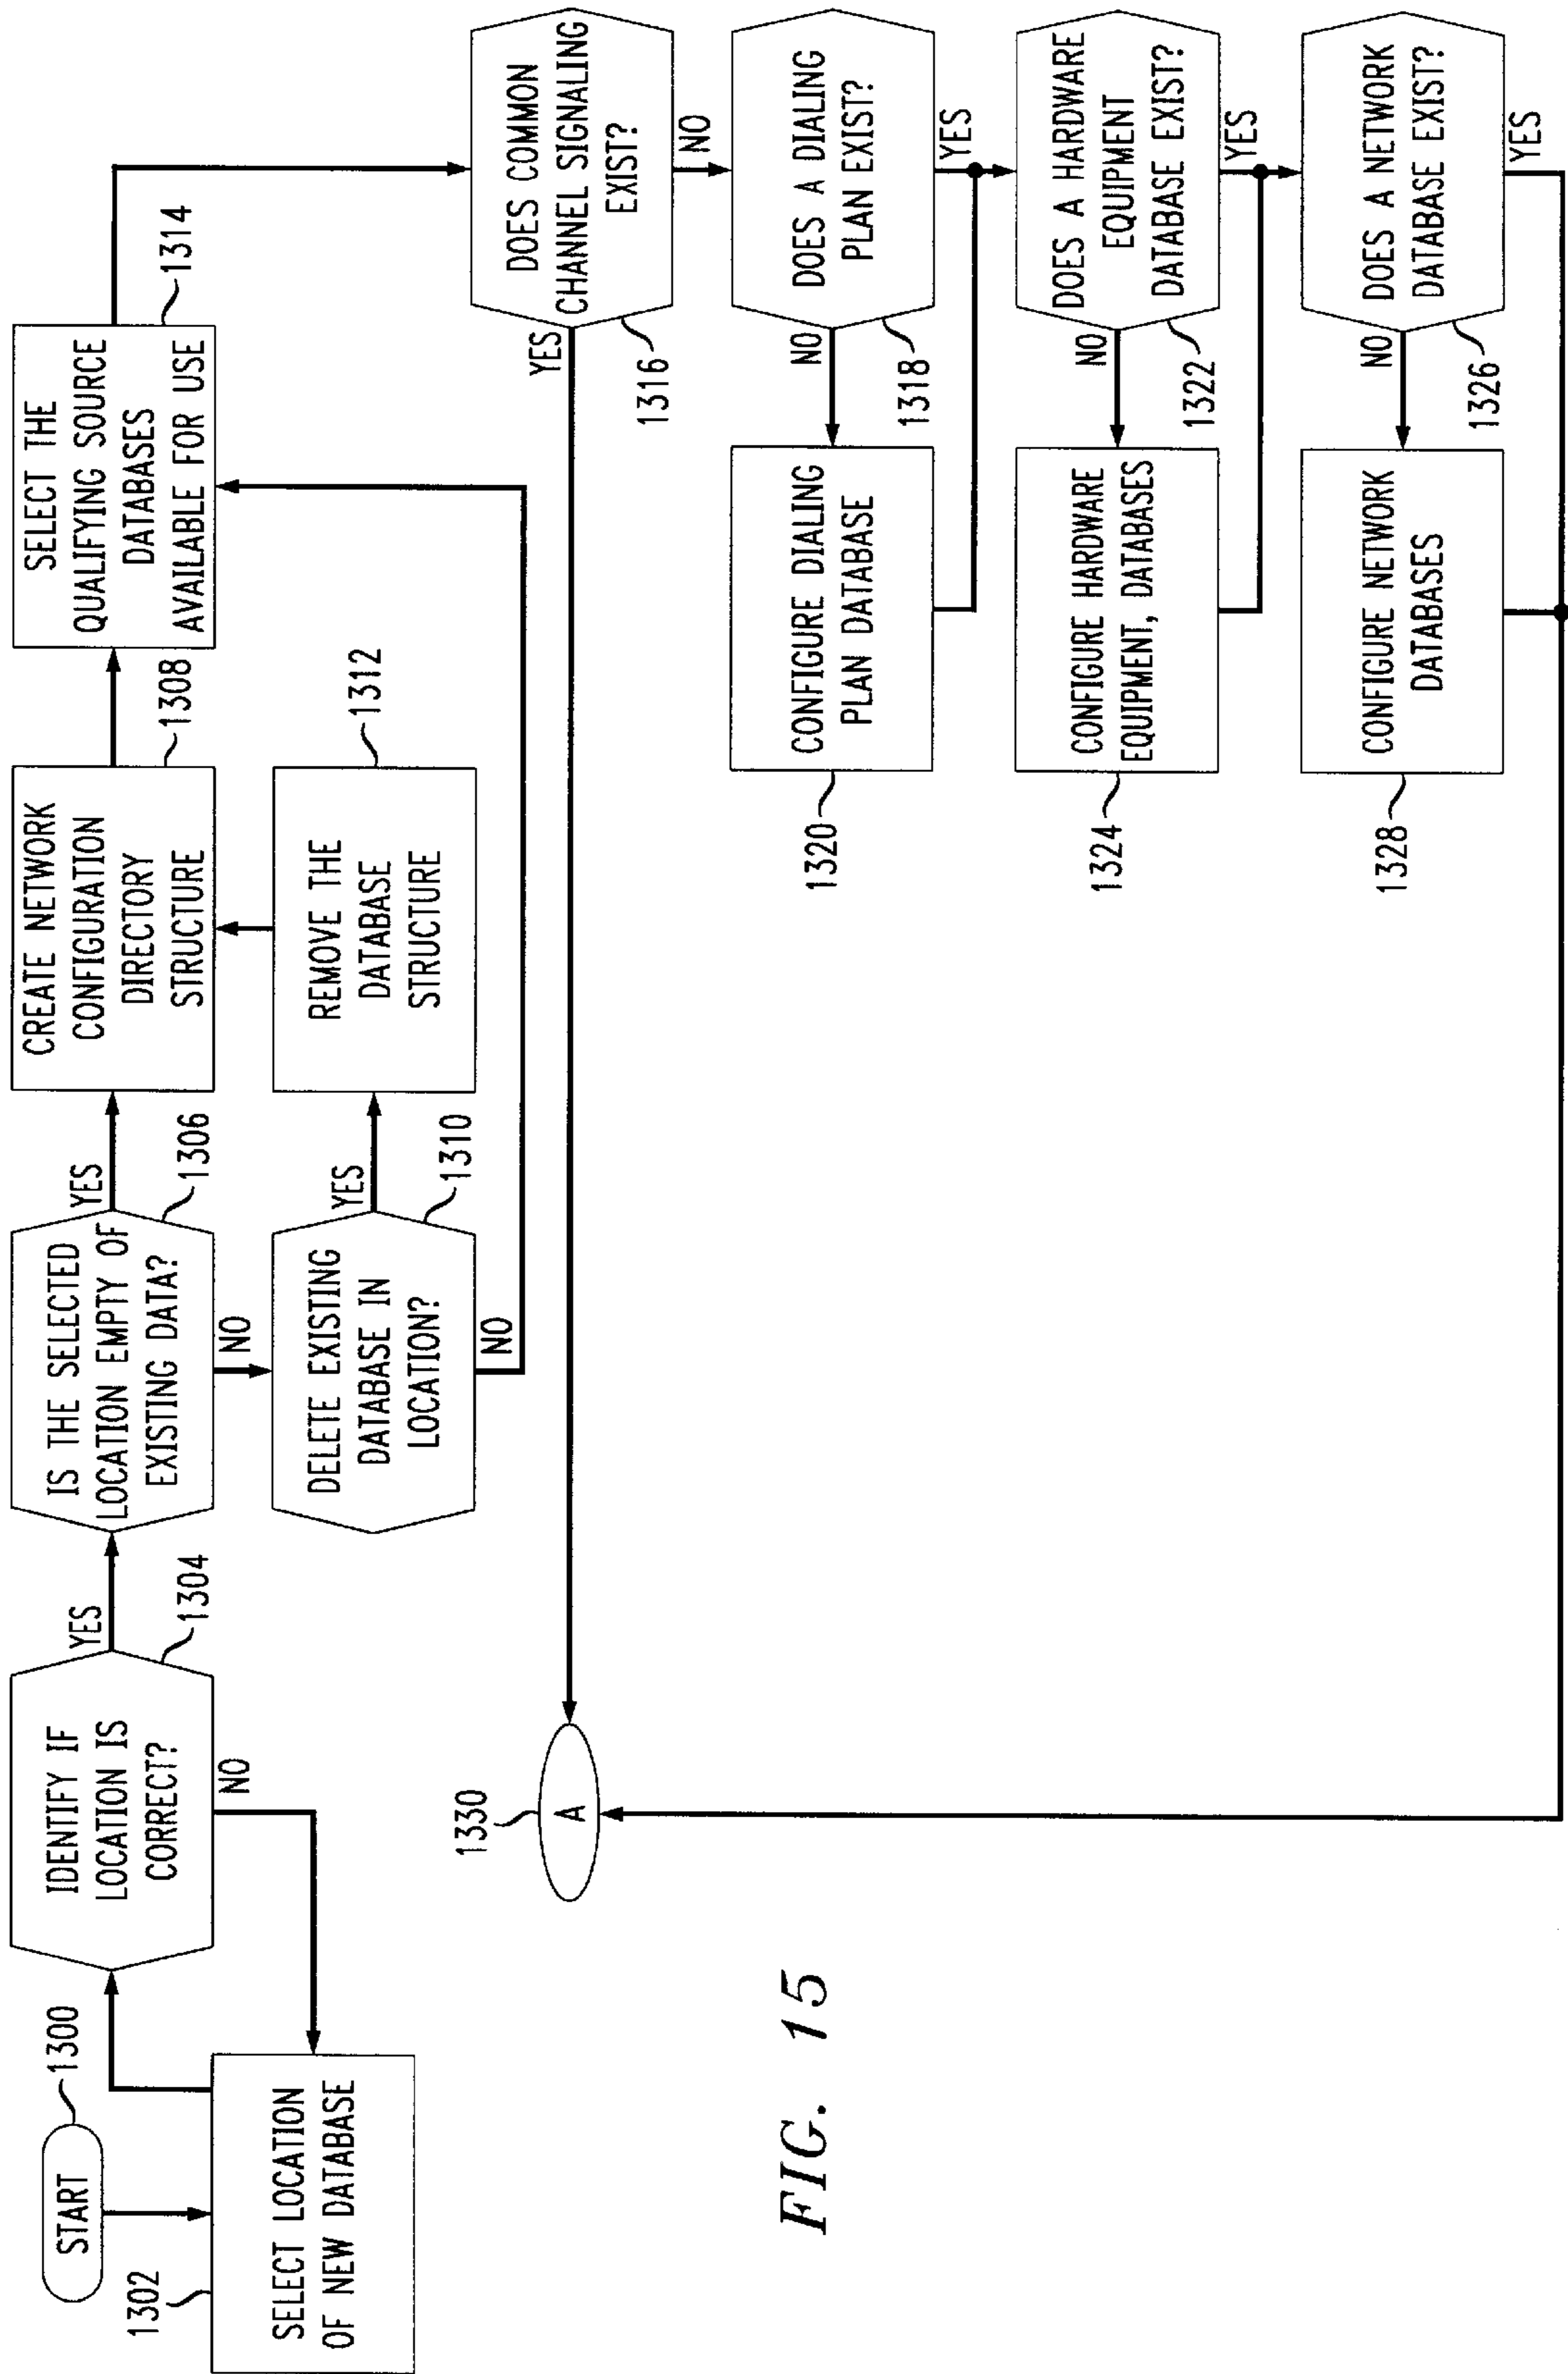 START
1300
1302
SELECT LOCATION
OF NEW DATABASE
IDENTIFY IF
LOCATION IS
CORRECT?
1304
YES
NO
IS THE SELECTED
LOCATION EMPTY OF
EXISTING DATA?
1306
YES
NO
CREATE NETWORK
CONFIGURATION
DIRECTORY
STRUCTURE
1308
DELETE EXISTING
DATABASE IN
LOCATION?
1310
YES
NO
REMOVE THE
DATABASE
STRUCTURE
1312
SELECT THE
QUALIFYING SOURCE
DATABASES
AVAILABLE FOR USE
1314
DOES COMMON
CHANNEL SIGNALING
EXIST?
1316
YES
NO
1330
A
DOES A DIALING
PLAN EXIST?
1318
NO
YES
CONFIGURE DIALING
PLAN DATABASE
1320
DOES A HARDWARE
EQUIPMENT
DATABASE EXIST?
1322
NO
YES
CONFIGURE HARDWARE
EQUIPMENT, DATABASES
1324
DOES A NETWORK
DATABASE EXIST?
1326
NO
YES
CONFIGURE NETWORK
DATABASES
1328
FIG. 15